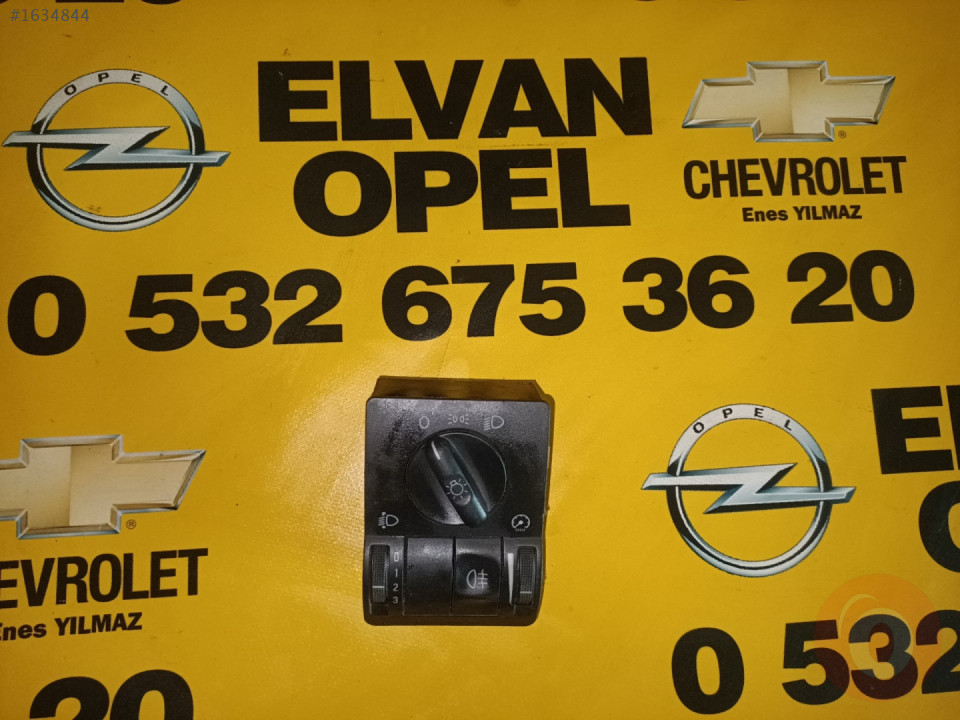 #1634844
OPEL
ELVAN
OPEL
CHEVROLET
Enes YILMAZ
0 532 675 36 20
0
1
2
3
OPEL
EVROLET
Enes YILMAZ
20
0 532